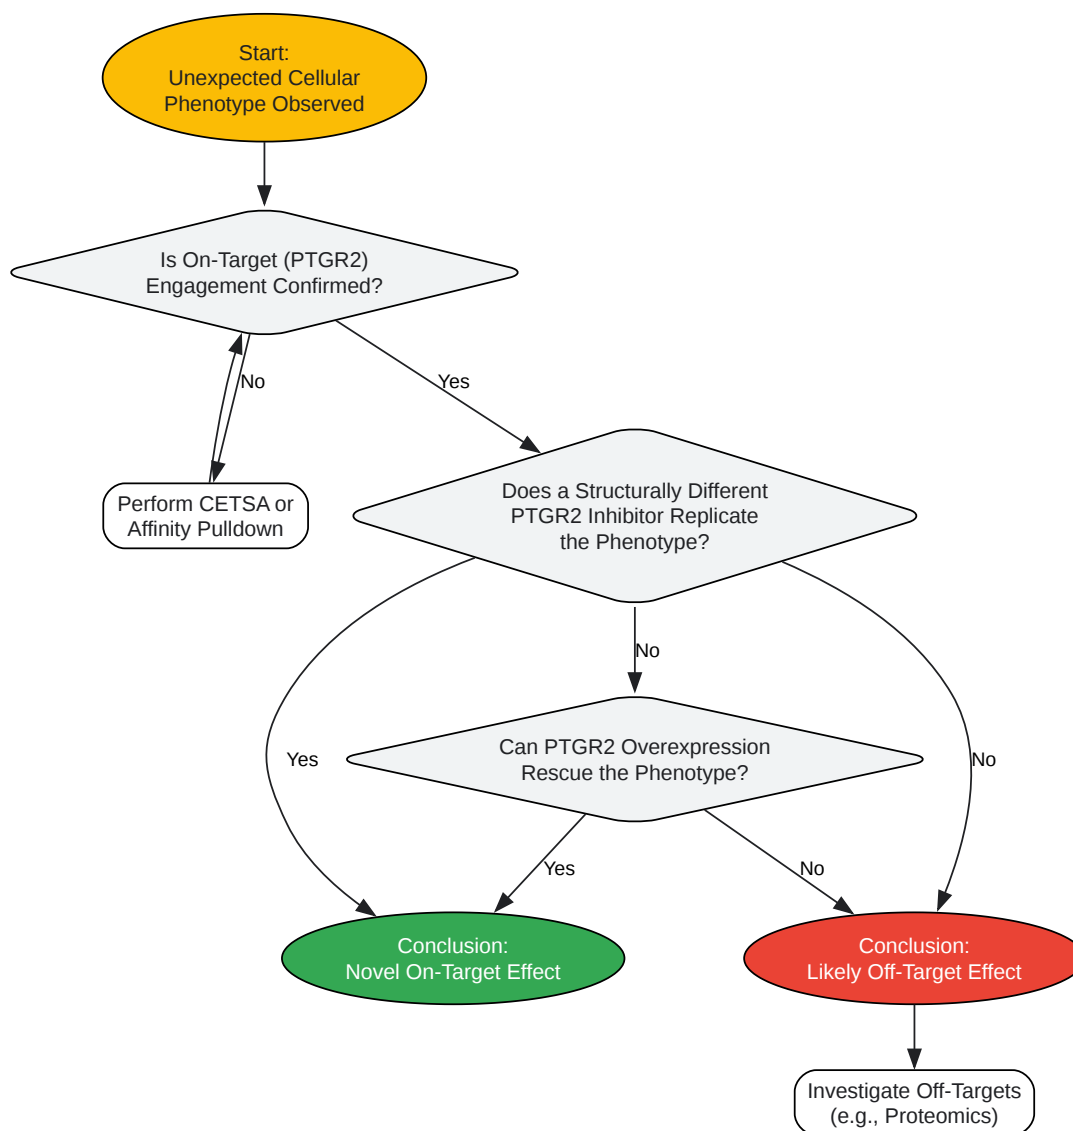 Start:
Unexpected Cellular
Phenotype Observed
Is On-Target (PTGR2)
Engagement Confirmed?
No
Yes
Perform CETSA or
Affinity Pulldown
Does a Structurally Different
PTGR2 Inhibitor Replicate
the Phenotype?
No
Yes
No
Can PTGR2 Overexpression
Rescue the Phenotype?
Yes
No
Conclusion:
Novel On-Target Effect
Conclusion:
Likely Off-Target Effect
Investigate Off-Targets
(e.g., Proteomics)